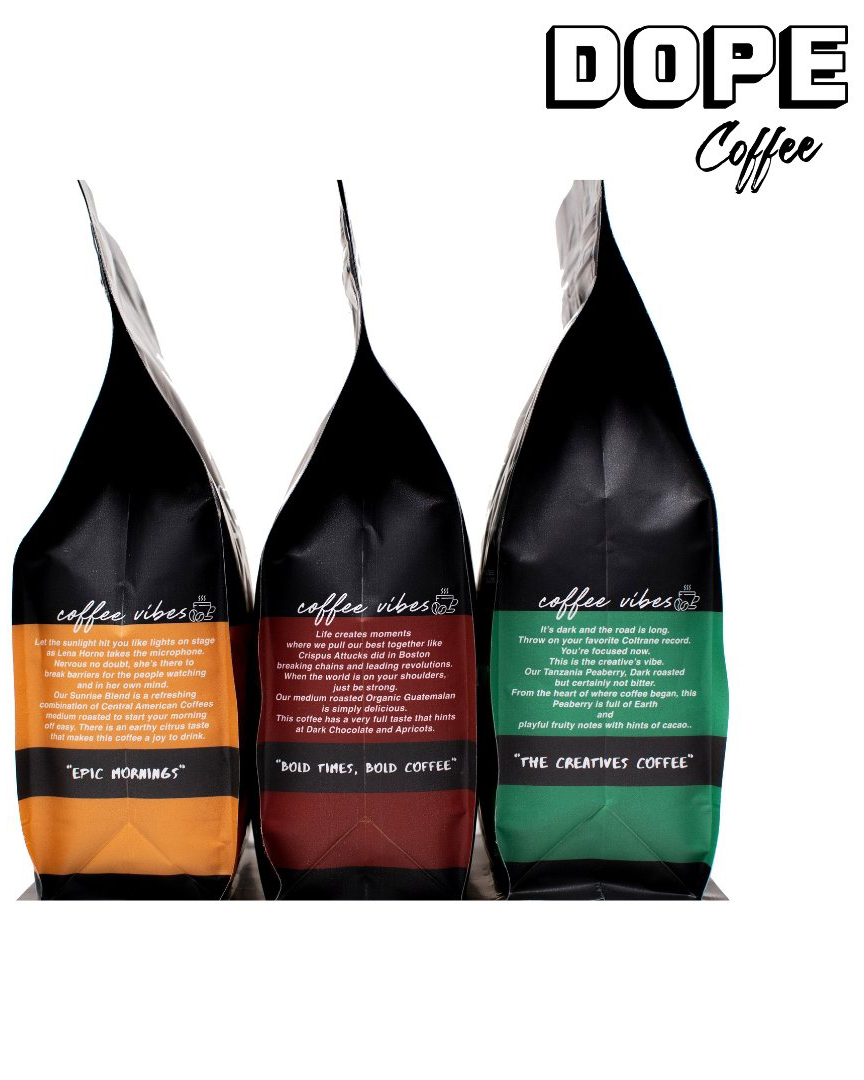 DOPE
Coffee
coffee vibes
Let the sunlight hit you like lights on stage
as Lena Horne takes the microphone.
Nervous no doubt, she's there to
break barriers for the people watching
and in her own mind.
Our Sunrise Blend is a refreshing
combination of Central American Coffees
medium roasted to start your morning
off easy. There is an earthy citrus taste
that makes this coffee a joy to drink.
"EPIC MORNINGS"
coffee vibes
Life creates moments
where we pull our best together like
Crispus Attucks did in Boston
breaking chains and leading revolutions.
When the world is on your shoulders,
just be strong.
Our medium roasted Organic Guatemalan
is simply delicious.
This coffee has a very full taste that hints
at Dark Chocolate and Apricots.
"BOLD TIMES, BOLD COFFEE"
coffee vibes
It's dark and the road is long.
Throw on your favorite Coltrane record.
You're focused now.
This is the creative's vibe.
Our Tanzania Peaberry, Dark roasted
but certainly not bitter.
From the heart of where coffee began, this
Peaberry is full of Earth
and
playful fruity notes with hints of cacao..
"THE CREATIVES COFFEE"